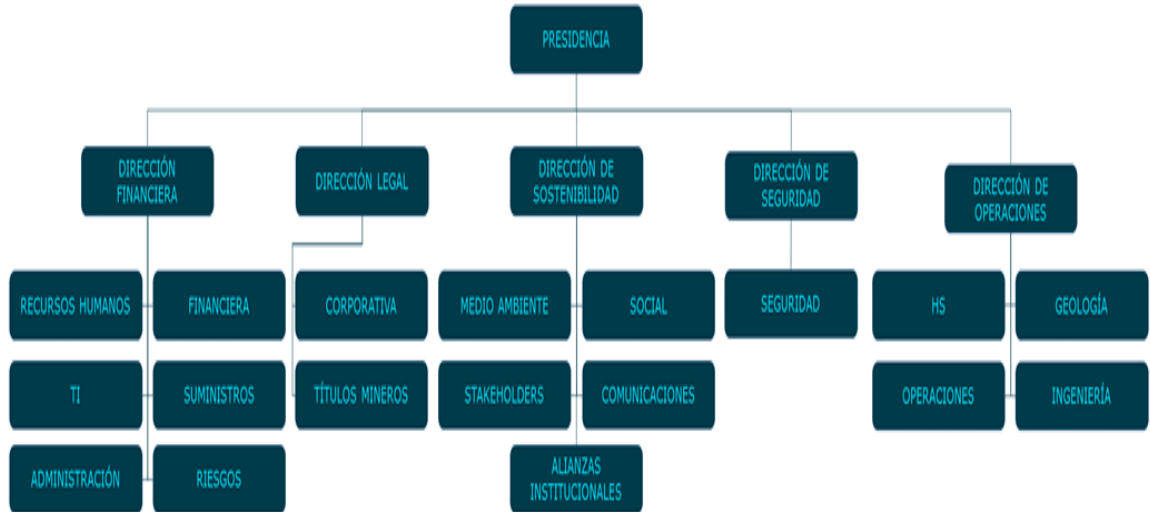 PRESIDENCIA
DIRECCIÓN
FINANCIERA
DIRECCIÓN LEGAL
DIRECCIÓN DE
SOSTENIBILIDAD
DIRECCIÓN DE
SEGURIDAD
DIRECCIÓN DE
OPERACIONES
RECURSOS HUMANOS
FINANCIERA
CORPORATIVA
MEDIO AMBIENTE
SOCIAL
SEGURIDAD
HS
GEOLOGÍA
TI
SUMINISTROS
TÍTULOS MINEROS
STAKEHOLDERS
COMUNICACIONES
OPERACIONES
INGENIERÍA
ADMINISTRACIÓN
RIESGOS
ALIANZAS
INSTITUCIONALES